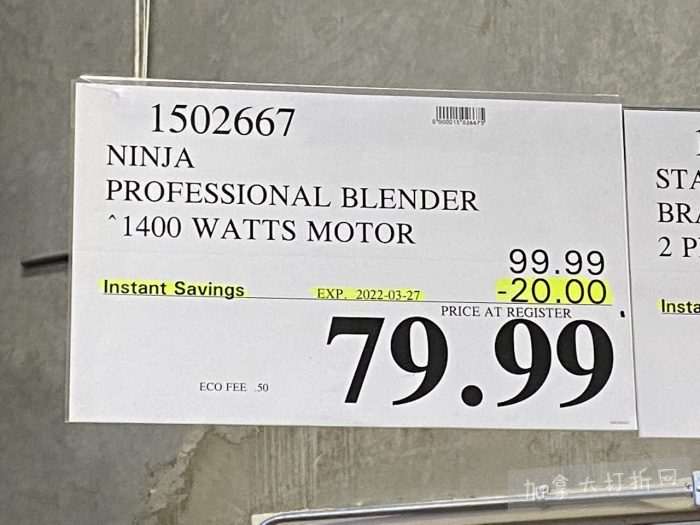 1502667
NINJA
PROFESSIONAL BLENDER
^1400 WATTS MOTOR
99.99
Instant Savings EXP. 2022-03-27 -20.00
PRICE AT REGISTER
79.99
ECO FEE .50
STA
BRA
2 P
Insta
加拿大打折网